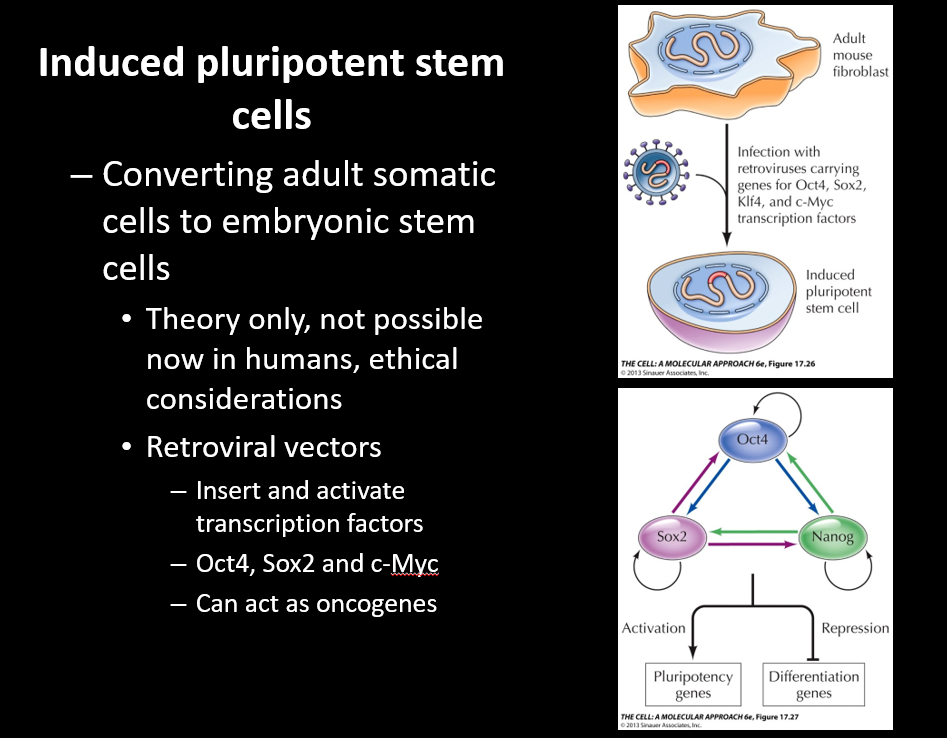 Induced pluripotent stem
cells
– Converting adult somatic
cells to embryonic stem
cells
• Theory only, not possible
now in humans, ethical
considerations
• Retroviral vectors
– Insert and activate
transcription factors
– Oct4, Sox2 and c-Myc
– Can act as oncogenes
Adult
mouse
fibroblast
Infection with
retroviruses carrying
genes for Oct4, Sox2,
Klf4, and c-Myc
transcription factors
Induced
pluripotent
stem cell
THE CELL: A MOLECULAR APPROACH 6e, Figure 17.26
© 2013 Sinauer Associates, Inc.
Oct4
Sox2
Nanog
Activation
Repression
Pluripotency
genes
Differentiation
genes
THE CELL: A MOLECULAR APPROACH 6e, Figure 17.27
© 2013 Sinauer Associates, Inc.